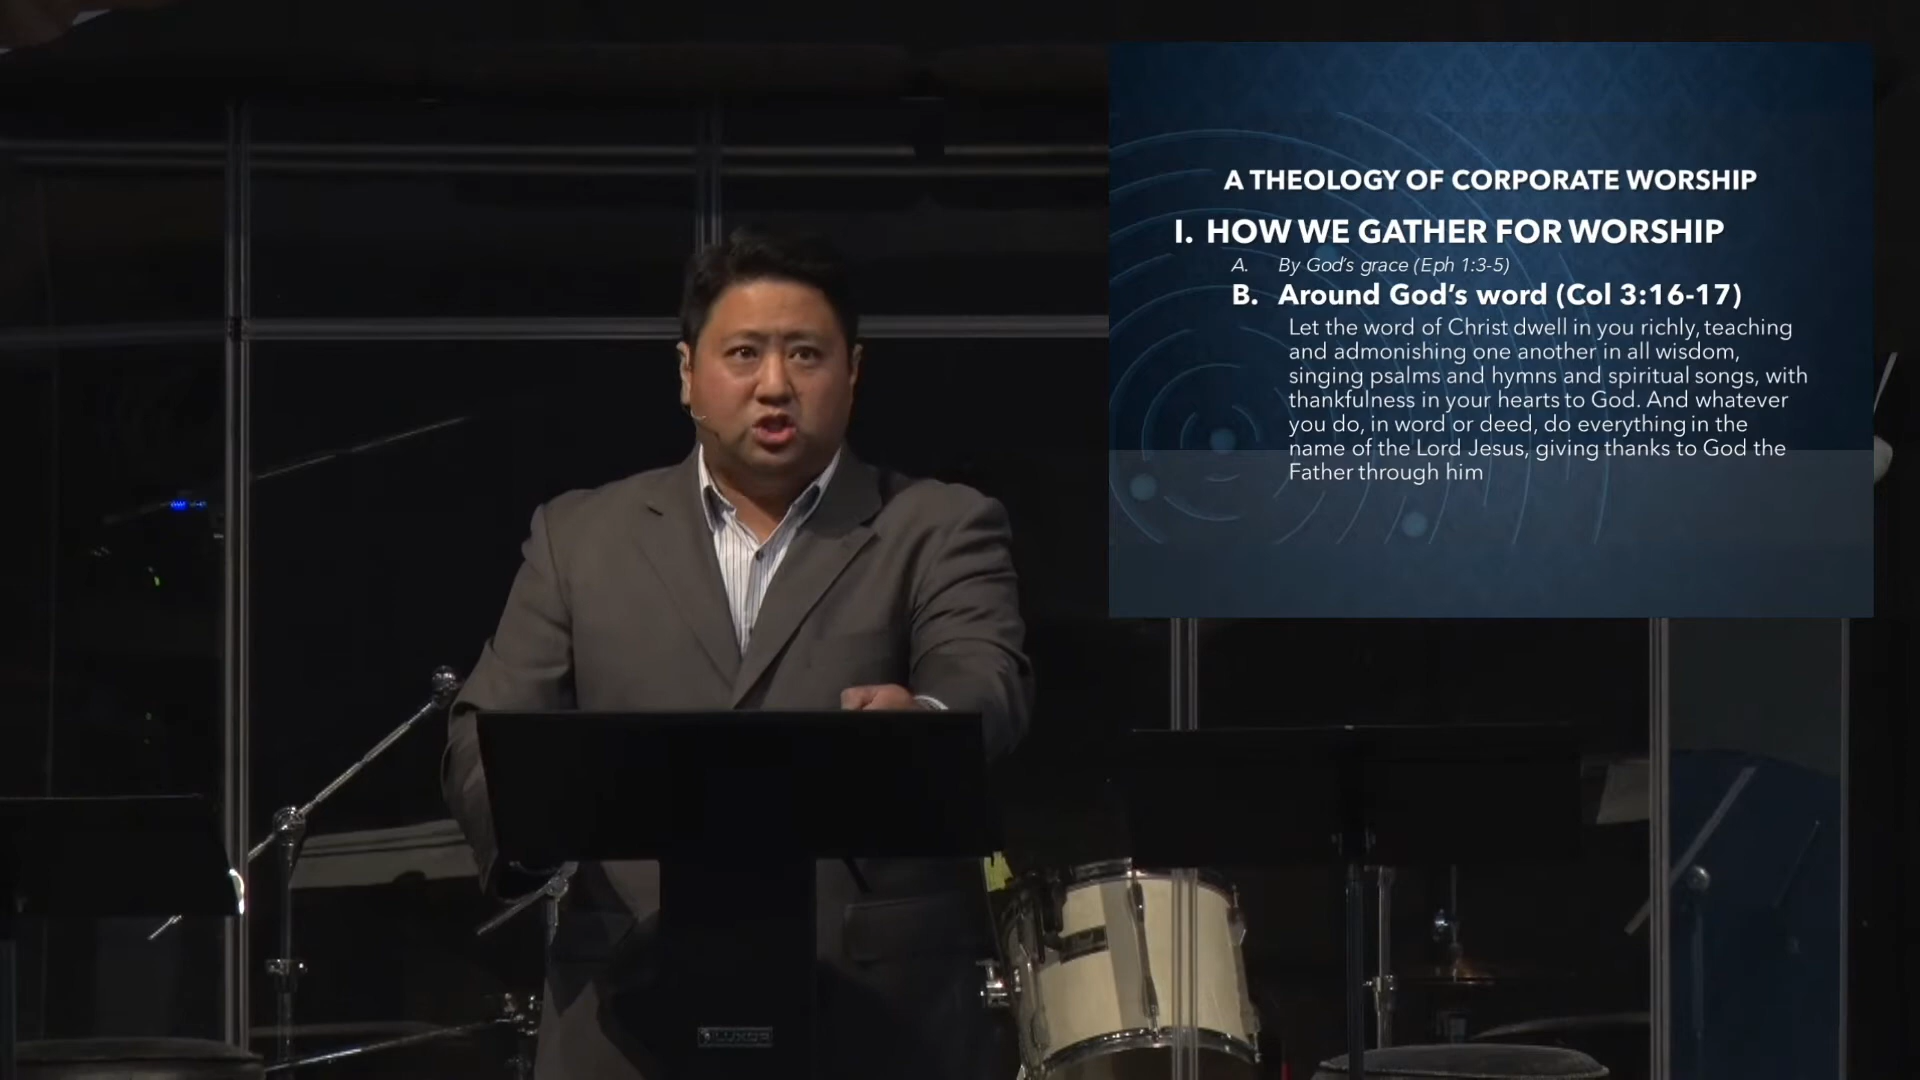 A THEOLOGY OF CORPORATE WORSHIP
I. HOW WE GATHER FOR WORSHIP
A. By God's grace (Eph 1:3-5)
B. Around God's word (Col 3:16-17)
Let the word of Christ dwell in you richly, teaching
and admonishing one another in all wisdom,
singing psalms and hymns and spiritual songs, with
thankfulness in your hearts to God. And whatever
you do, in word or deed, do everything in the
name of the Lord Jesus, giving thanks to God the
Father through him
LUXOR